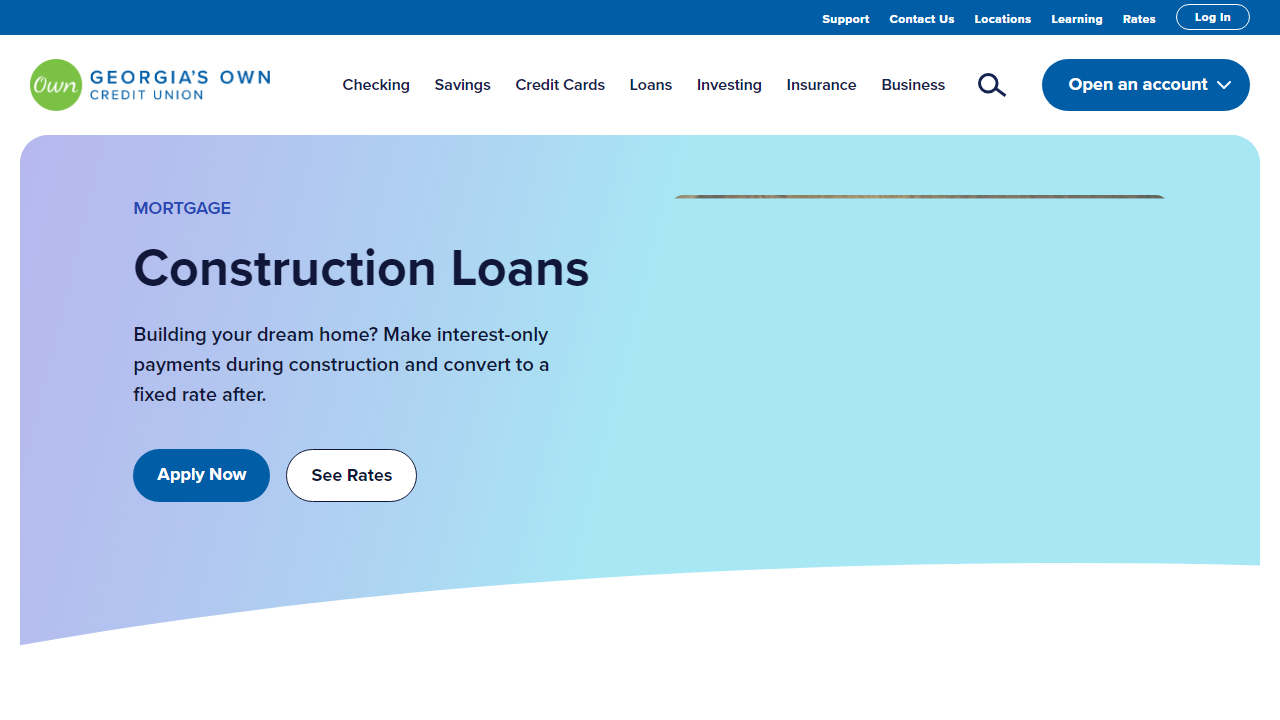 Support Contact Us Locations Learning Rates Log In
Own GEORGIA'S OWN
CREDIT UNION
Checking Savings Credit Cards Loans Investing Insurance Business Open an account
MORTGAGE
Construction Loans
Building your dream home? Make interest-only
payments during construction and convert to a
fixed rate after.
Apply Now See Rates